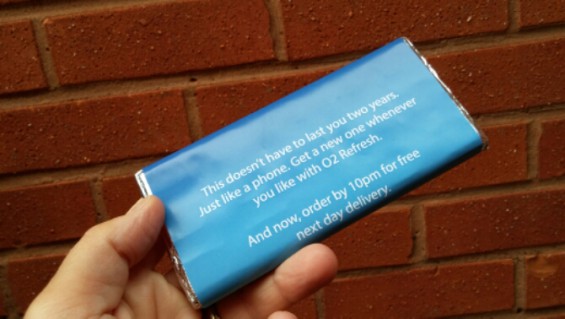 This doesn't have to last you two years.
Just like a phone. Get a new one whenever
you like with O2 Refresh.
And now, order by 10pm for free
next day delivery.